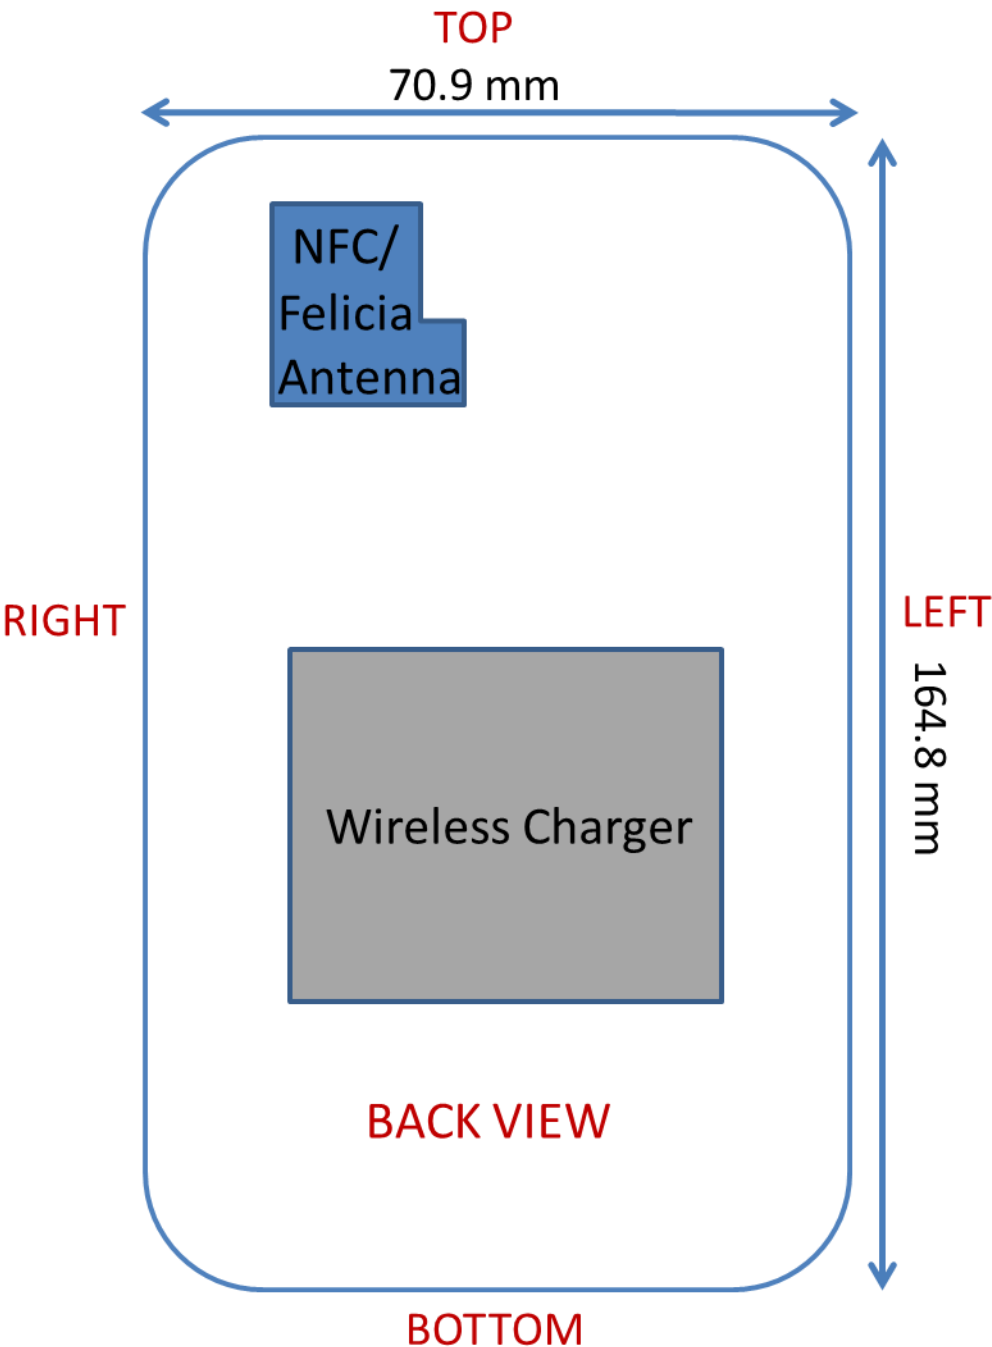 TOP
70.9 mm
NFC/
Felicia
Antenna
RIGHT
LEFT
164.8 mm
Wireless Charger
BACK VIEW
BOTTOM